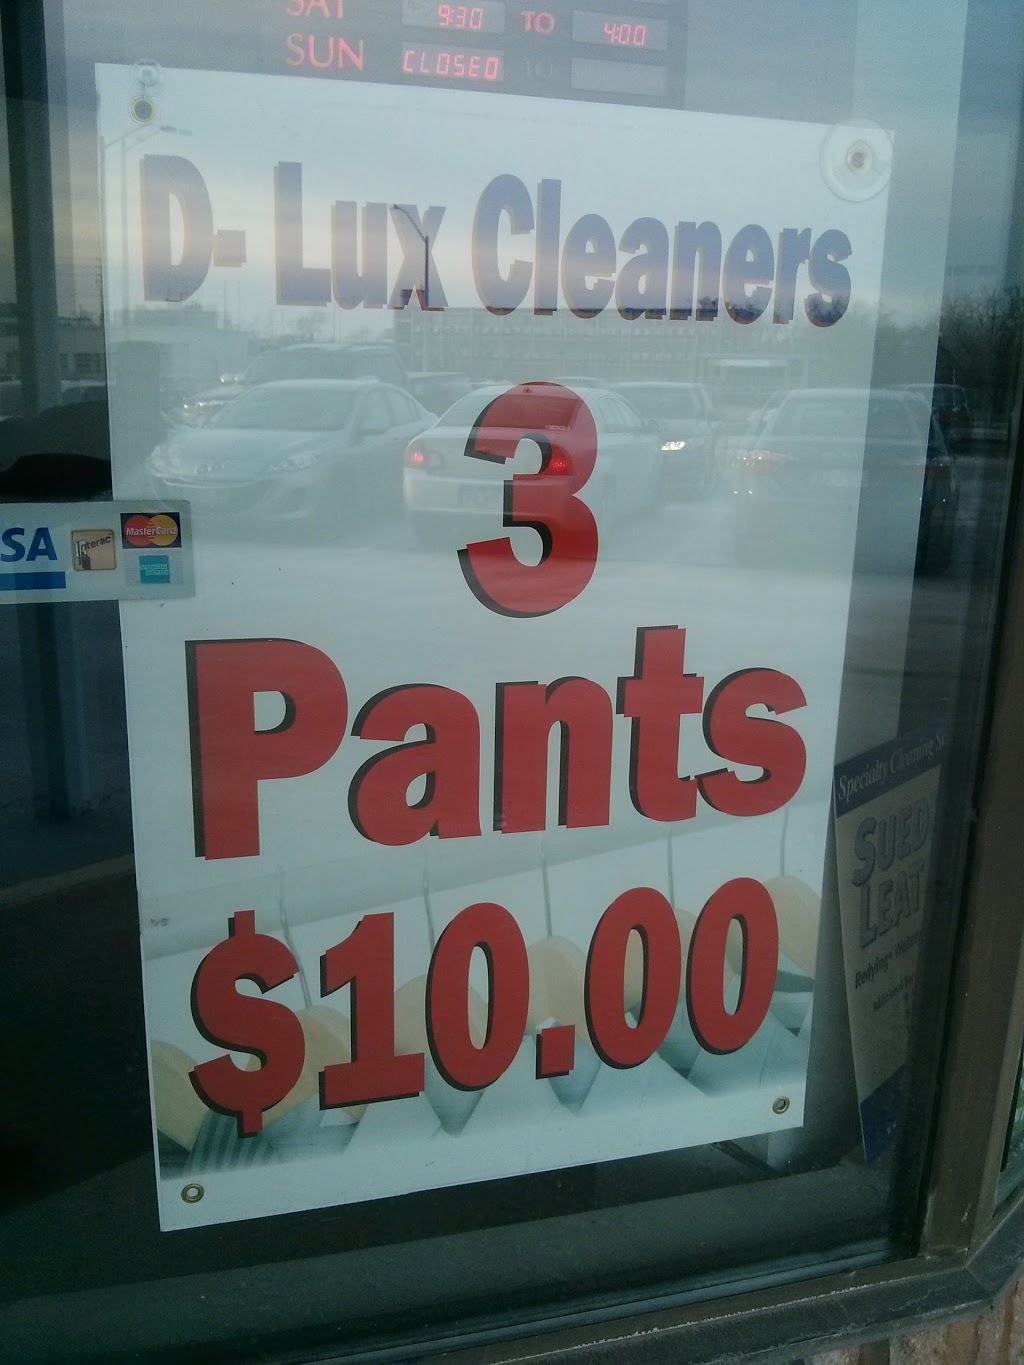 SAT 9:30 TO 4:00
SUN CLOSED TO
D-Lux Cleaners
3
SA
Interac
MasterCard
Pants
Specialty Cleaning
SUED
LEAT
$10.00